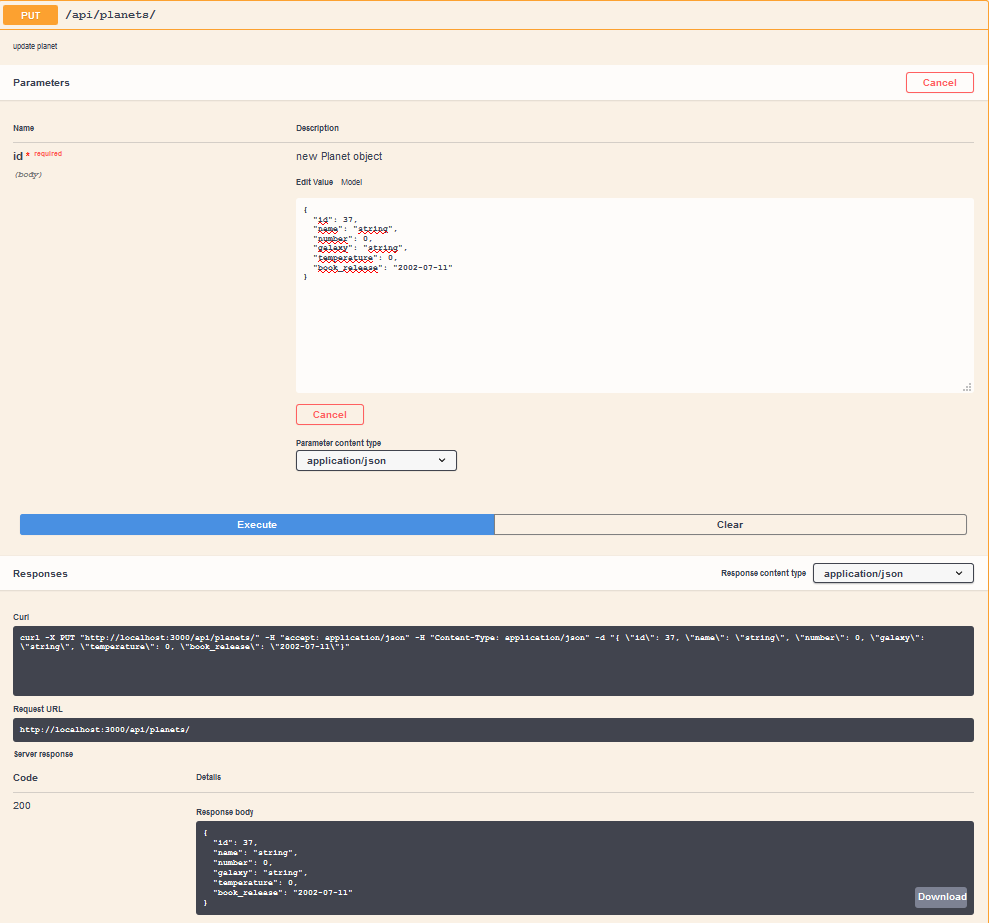 PUT /api/planets/
update planet
Parameters Cancel
Name Description
id * required new Planet object
(body)
Edit Value Model
{
"id": 37,
"name": "string",
"number": 0,
"galaxy": "string",
"temperature": 0,
"book_release": "2002-07-11"
}
Cancel
Parameter content type
application/json
Execute Clear
Responses Response content type application/json
Curl
curl -X PUT "http://localhost:3000/api/planets/" -H "accept: application/json" -H "Content-Type: application/json" -d "{ \"id\": 37, \"name\": \"string\", \"number\": 0, \"galaxy\":
\"string\", \"temperature\": 0, \"book_release\": \"2002-07-11\"}"
Request URL
http://localhost:3000/api/planets/
Server response
Code Details
200
Response body
{
"id": 37,
"name": "string",
"number": 0,
"galaxy": "string",
"temperature": 0,
"book_release": "2002-07-11"
}
Download